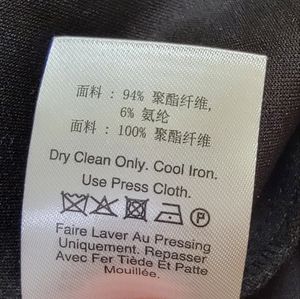 面料：94% 聚酯纤维,
6% 氨纶
面料：100% 聚酯纤维
Dry Clean Only. Cool Iron.
Use Press Cloth.
P
Faire Laver Au Pressing
Uniquement. Repasser
Avec Fer Tiède Et Patte
Mouillée.